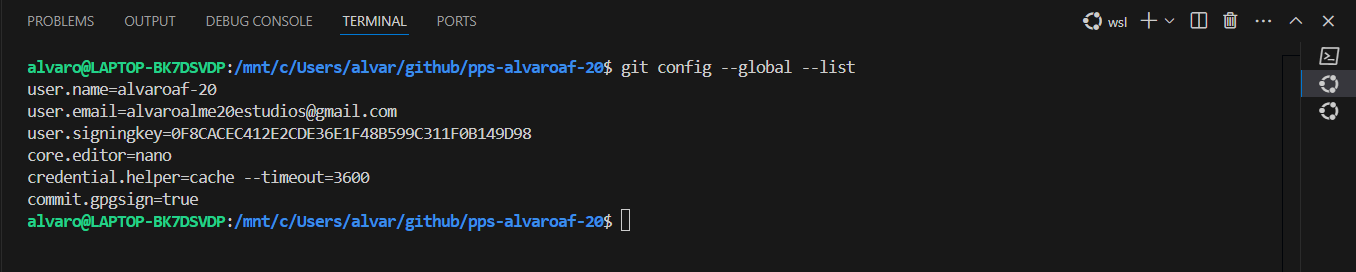 PROBLEMS OUTPUT DEBUG CONSOLE TERMINAL PORTS wsl
alvaro@LAPTOP-BK7DSVDP:/mnt/c/Users/alvar/github/pps-alvaroaf-20$ git config --global --list
user.name=alvaroaf-20
user.email=alvaroalme20estudios@gmail.com
user.signingkey=0F8CACEC412E2CDE36E1F48B599C311F0B149D98
core.editor=nano
credential.helper=cache --timeout=3600
commit.gpgsign=true
alvaro@LAPTOP-BK7DSVDP:/mnt/c/Users/alvar/github/pps-alvaroaf-20$